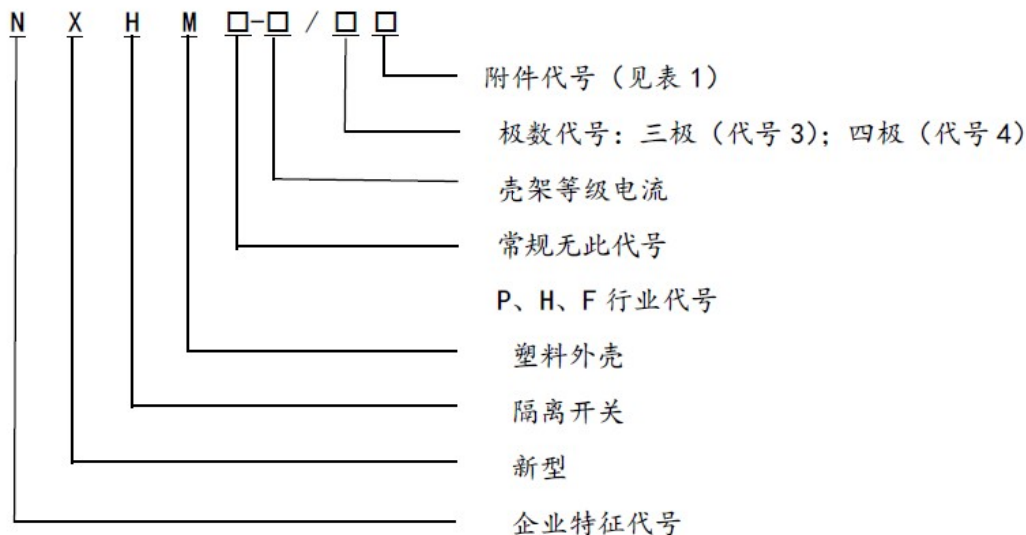 N X H M □-□ / □ □
附件代号（见表1）
极数代号：三极（代号3）；四极（代号4）
壳架等级电流
常规无此代号
P、H、F 行业代号
塑料外壳
隔离开关
新型
企业特征代号